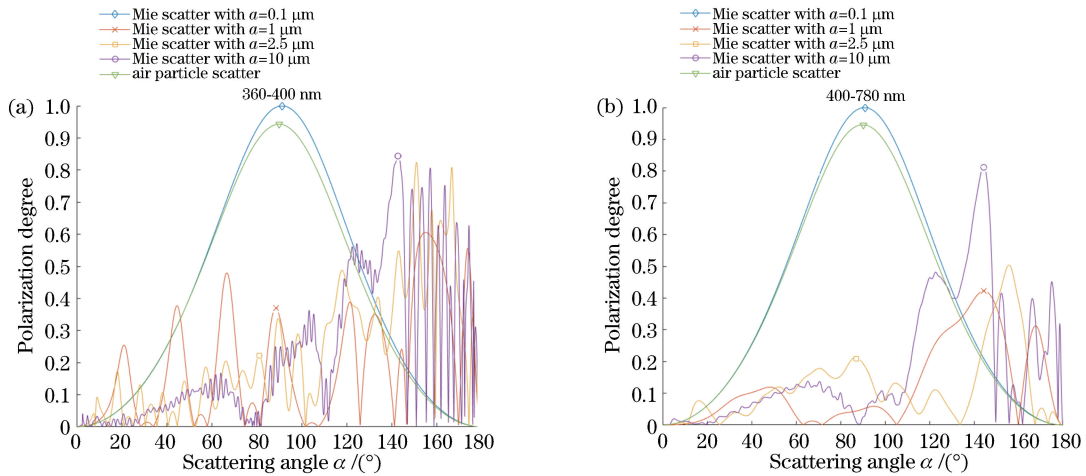 Mie scatter with a=0.1 μm
Mie scatter with a=1 μm
Mie scatter with a=2.5 μm
Mie scatter with a=10 μm
air particle scatter
(a)
360-400 nm
1.0
0.9
0.8
0.7
0.6
0.5
0.4
0.3
0.2
0.1
0
Polarization degree
0 20 40 60 80 100 120 140 160 180
Scattering angle α /(°)
Mie scatter with a=0.1 μm
Mie scatter with a=1 μm
Mie scatter with a=2.5 μm
Mie scatter with a=10 μm
air particle scatter
(b)
400-780 nm
1.0
0.9
0.8
0.7
0.6
0.5
0.4
0.3
0.2
0.1
0
Polarization degree
0 20 40 60 80 100 120 140 160 180
Scattering angle α /(°)